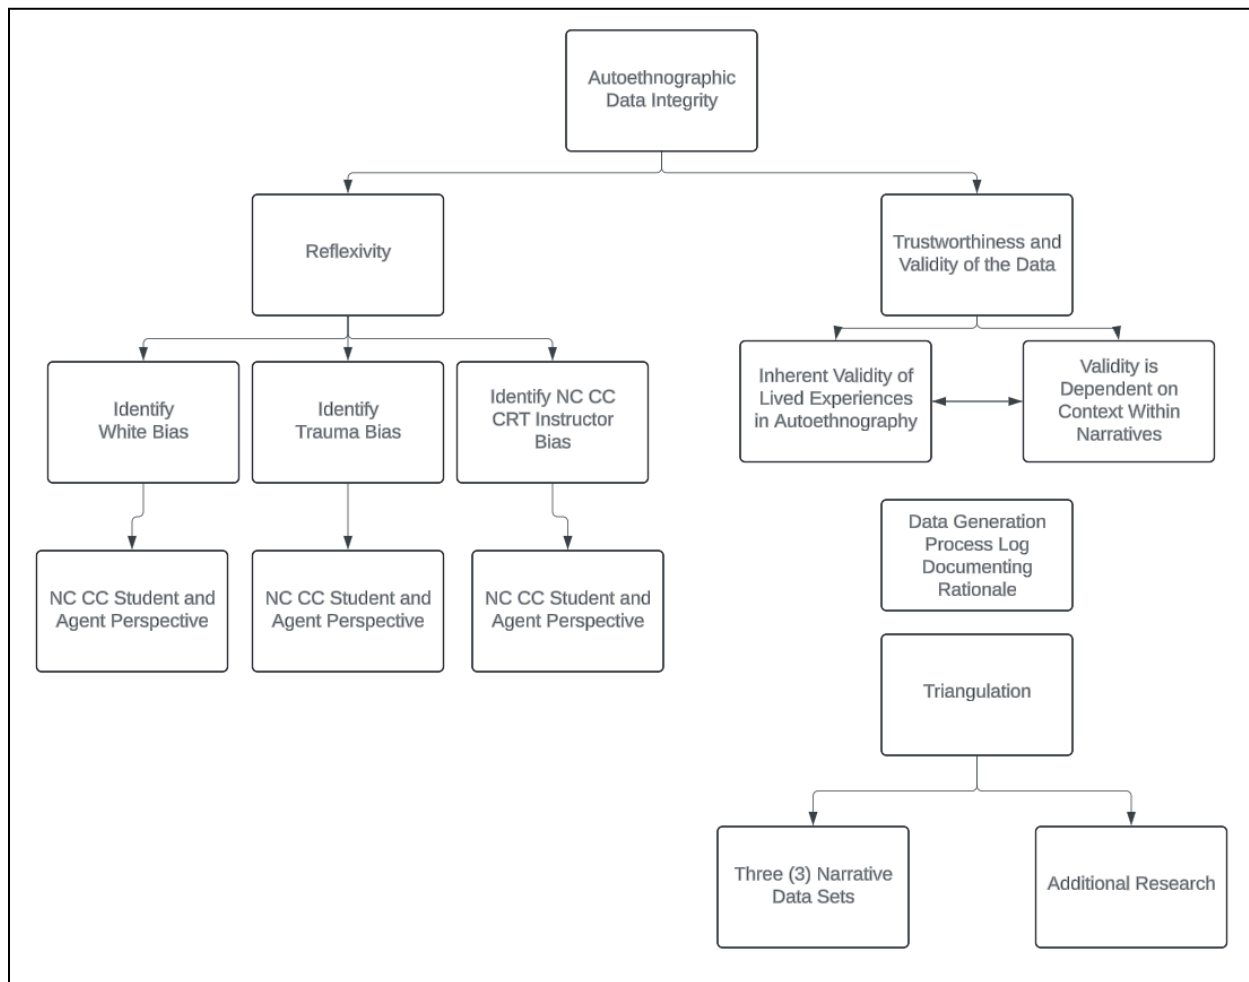 Autoethnographic
Data Integrity
Reflexivity
Trustworthiness and
Validity of the Data
Identify
White Bias
Identify
Trauma Bias
Identify NC CC
CRT Instructor
Bias
Inherent Validity of
Lived Experiences
in Autoethnography
Validity is
Dependent on
Context Within
Narratives
NC CC Student and
Agent Perspective
NC CC Student and
Agent Perspective
NC CC Student and
Agent Perspective
Data Generation
Process Log
Documenting
Rationale
Triangulation
Three (3) Narrative
Data Sets
Additional Research